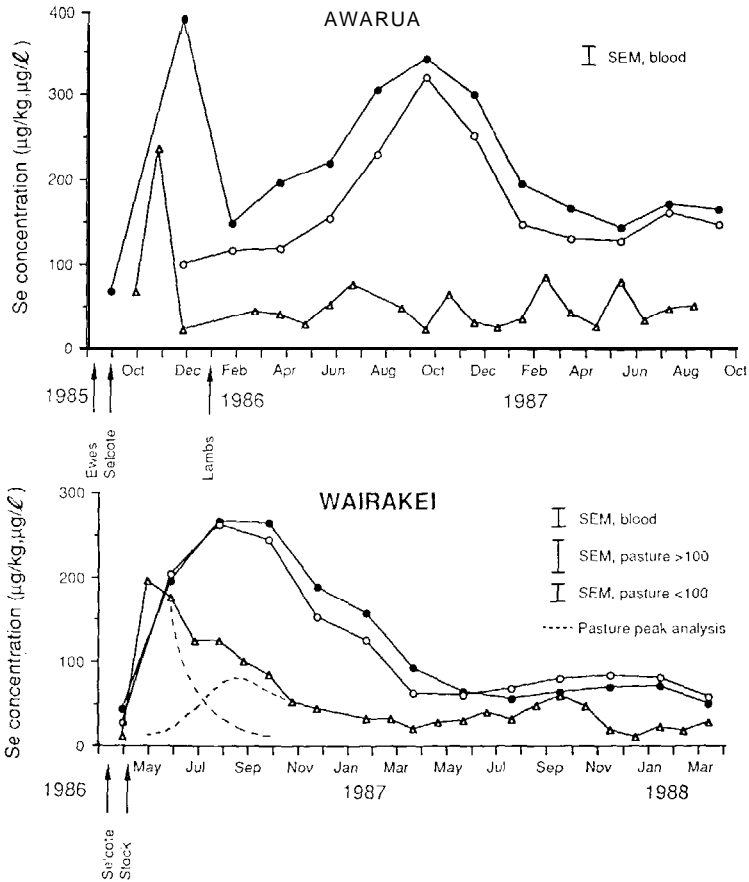 AWARUA
Se concentration (µg/kg,µg/ℓ)
400
300
200
100
0
SEM, blood
Oct Dec Feb Apr Jun Aug Oct Dec Feb Apr Jun Aug Oct
1985 1986 1987
Ewes
Selcote
Lambs
WAIRAKEI
Se concentration (µg/kg,µg/ℓ)
300
200
100
0
SEM, blood
SEM, pasture >100
SEM, pasture <100
Pasture peak analysis
May Jul Sep Nov Jan Mar May Jul Sep Nov Jan Mar
1986 1987 1988
Selcote
Stock